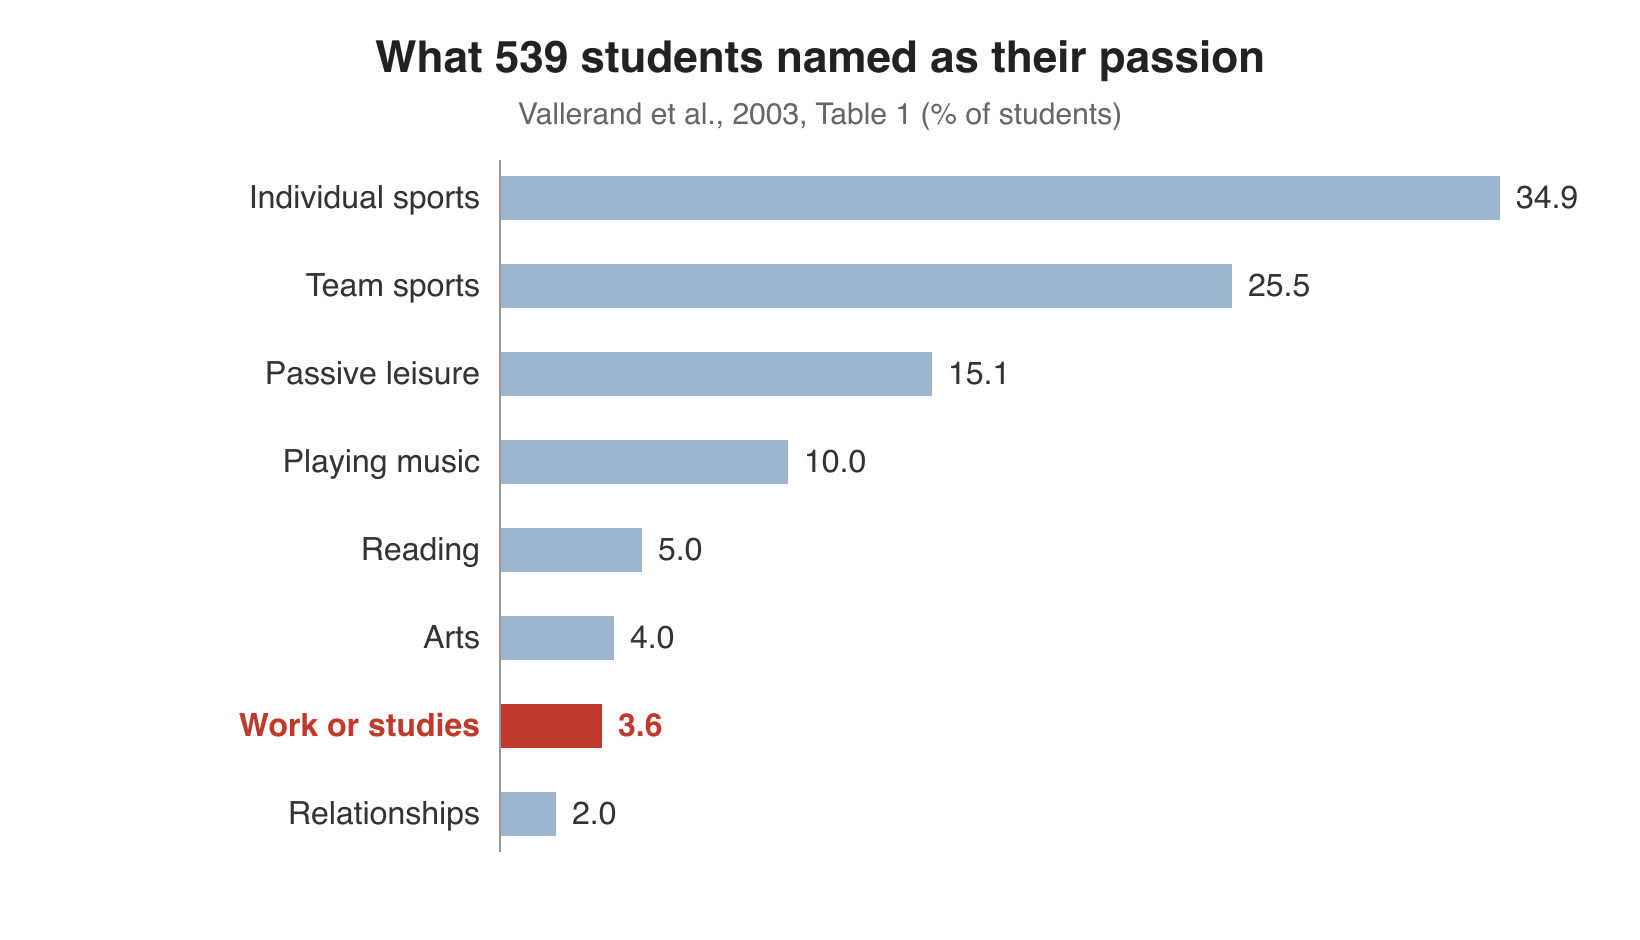 What 539 students named as their passion
Vallerand et al., 2003, Table 1 (% of students)
Individual sports 34.9
Team sports 25.5
Passive leisure 15.1
Playing music 10.0
Reading 5.0
Arts 4.0
Work or studies 3.6
Relationships 2.0